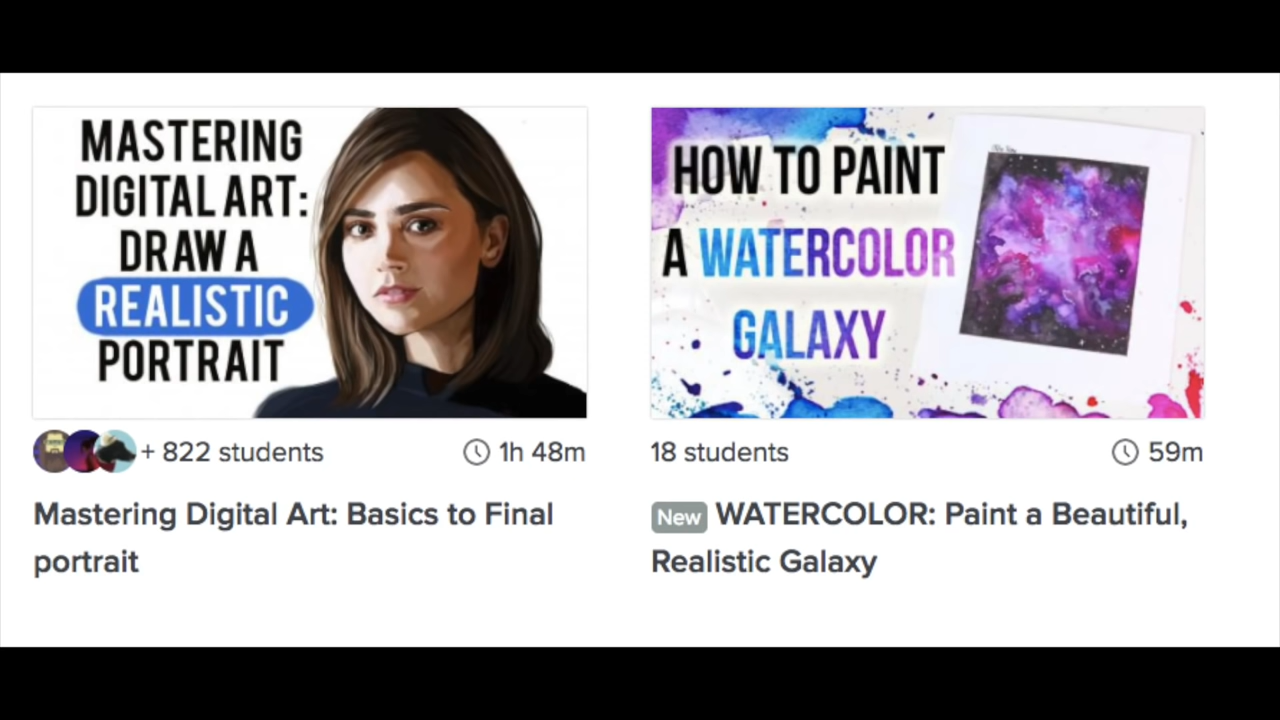 MASTERING
DIGITAL ART:
DRAW A
REALISTIC
PORTRAIT
+ 822 students
1h 48m
Mastering Digital Art: Basics to Final
portrait
HOW TO PAINT
A WATERCOLOR
GALAXY
18 students
59m
New WATERCOLOR: Paint a Beautiful,
Realistic Galaxy